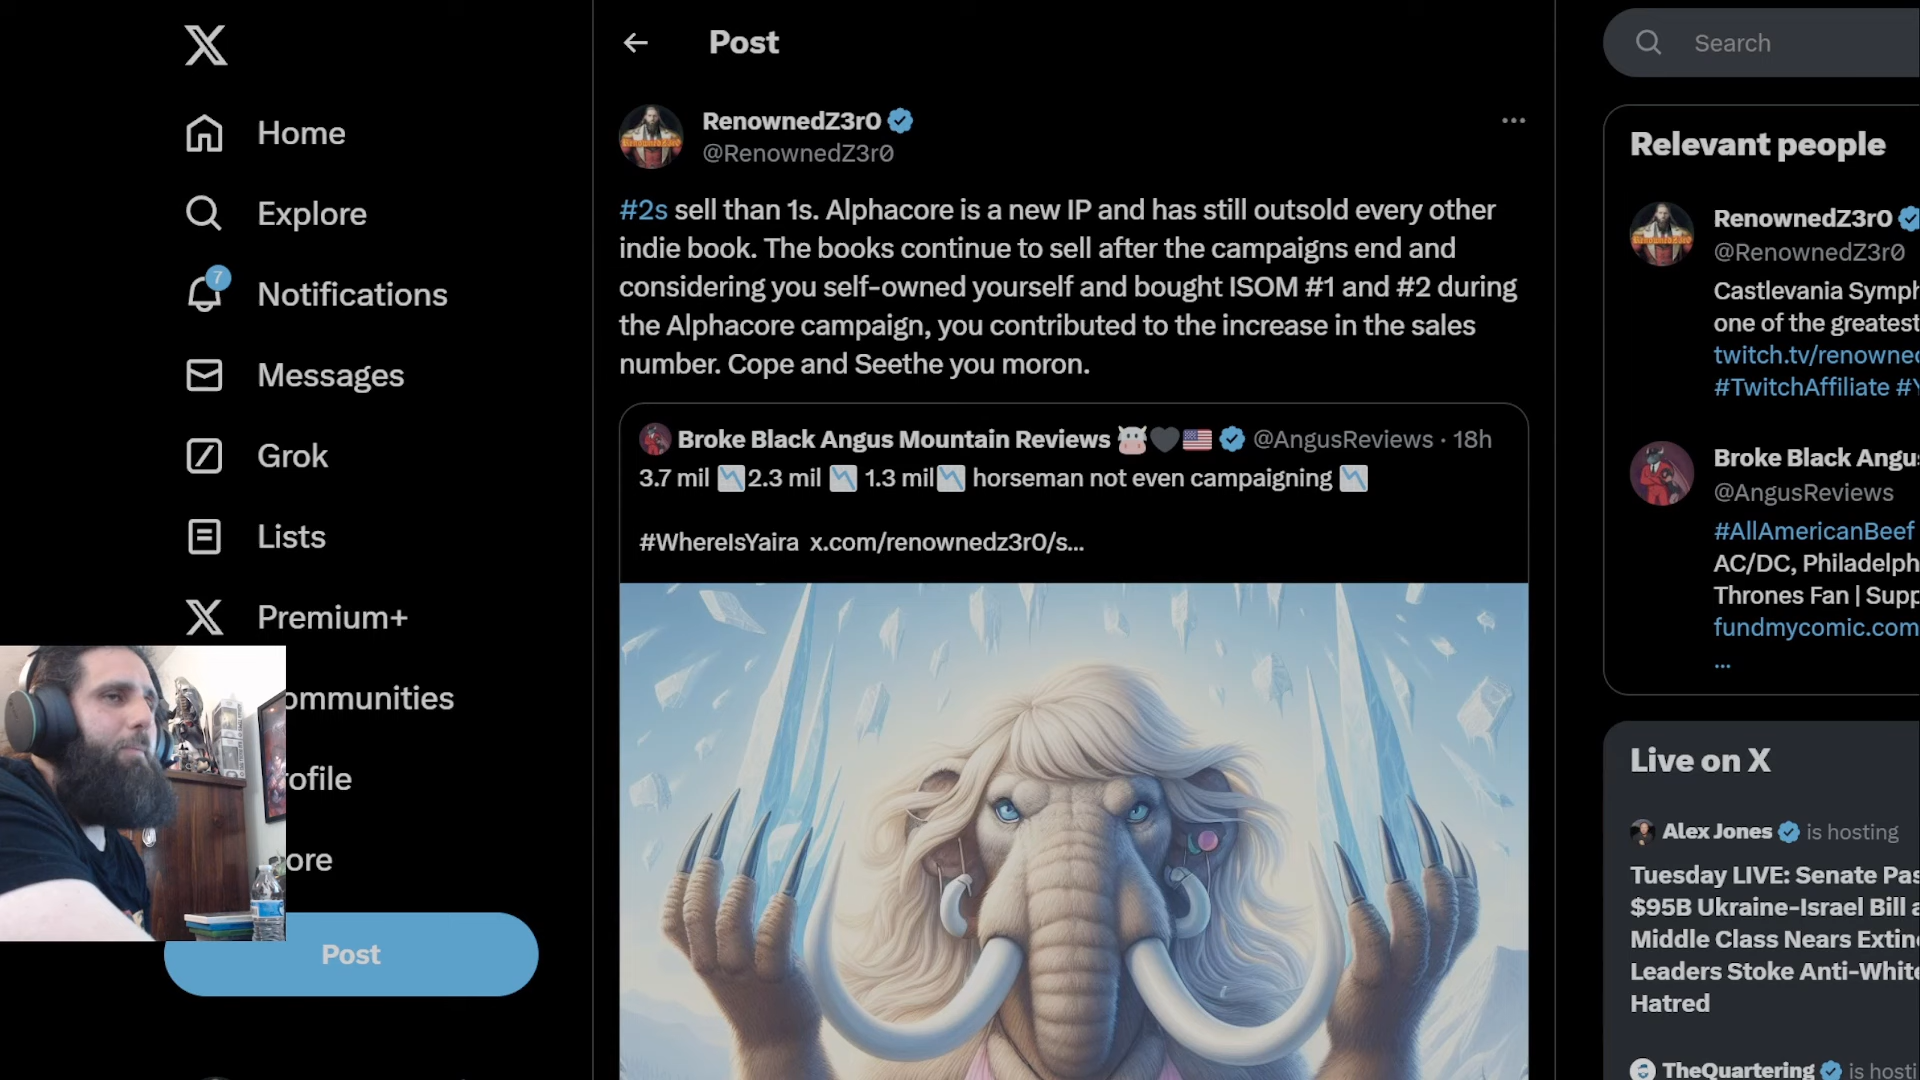 Home
Explore
7
Notifications
Messages
Grok
Lists
Premium+
ommunities
rofile
ore
Post
Post
RenownedZ3r0
@RenownedZ3r0
#2s sell than 1s. Alphacore is a new IP and has still outsold every other
indie book. The books continue to sell after the campaigns end and
considering you self-owned yourself and bought ISOM #1 and #2 during
the Alphacore campaign, you contributed to the increase in the sales
number. Cope and Seethe you moron.
Broke Black Angus Mountain Reviews 🐮🖤🇺🇸 @AngusReviews · 18h
3.7 mil 📉2.3 mil 📉 1.3 mil📉 horseman not even campaigning 📉
#WhereIsYaira x.com/renownedz3r0/s...
Search
Relevant people
RenownedZ3r0
@RenownedZ3r0
Castlevania Symph
one of the greatest
twitch.tv/renowned
#TwitchAffiliate #Y
Broke Black Angu
@AngusReviews
#AllAmericanBeef
AC/DC, Philadelph
Thrones Fan | Supp
fundmycomic.com
...
Live on X
Alex Jones is hosting
Tuesday LIVE: Senate Pas
$95B Ukraine-Israel Bill a
Middle Class Nears Extinc
Leaders Stoke Anti-White
Hatred
TheQuartering is hosti